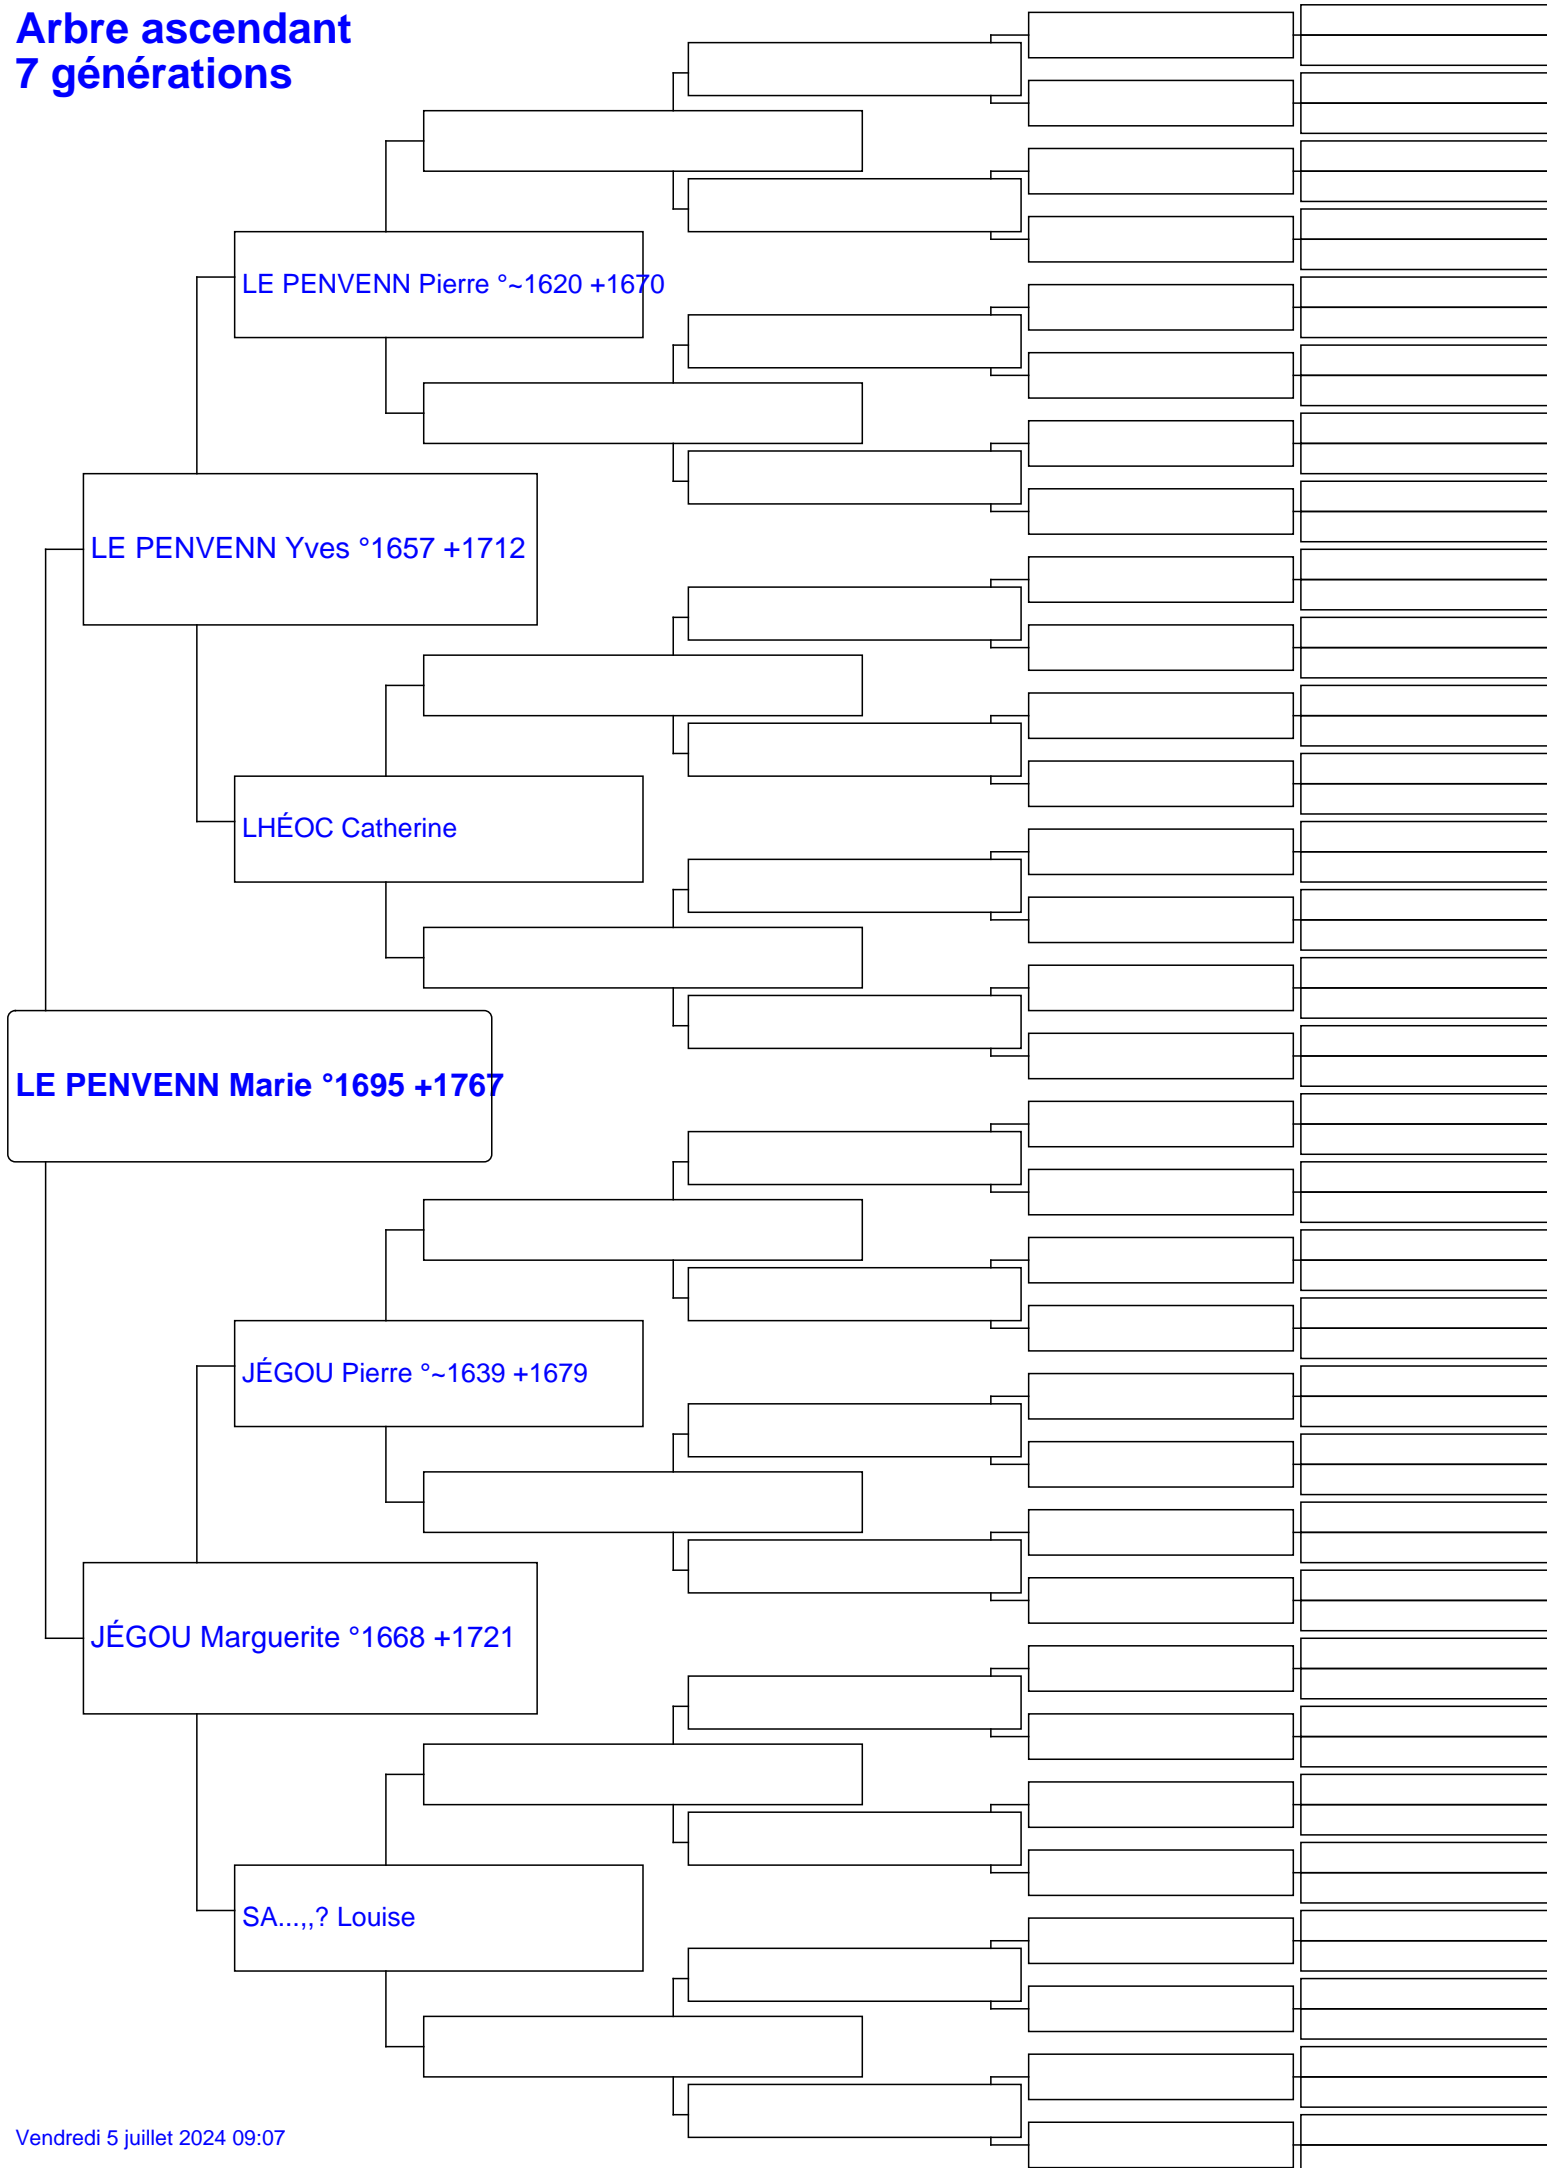 Arbre ascendant
7 générations
LE PENVENN Pierre °~1620 +1670
LE PENVENN Yves °1657 +1712
LHÉOC Catherine
LE PENVENN Marie °1695 +1767
JÉGOU Pierre °~1639 +1679
JÉGOU Marguerite °1668 +1721
SA...,,? Louise
Vendredi 5 juillet 2024 09:07